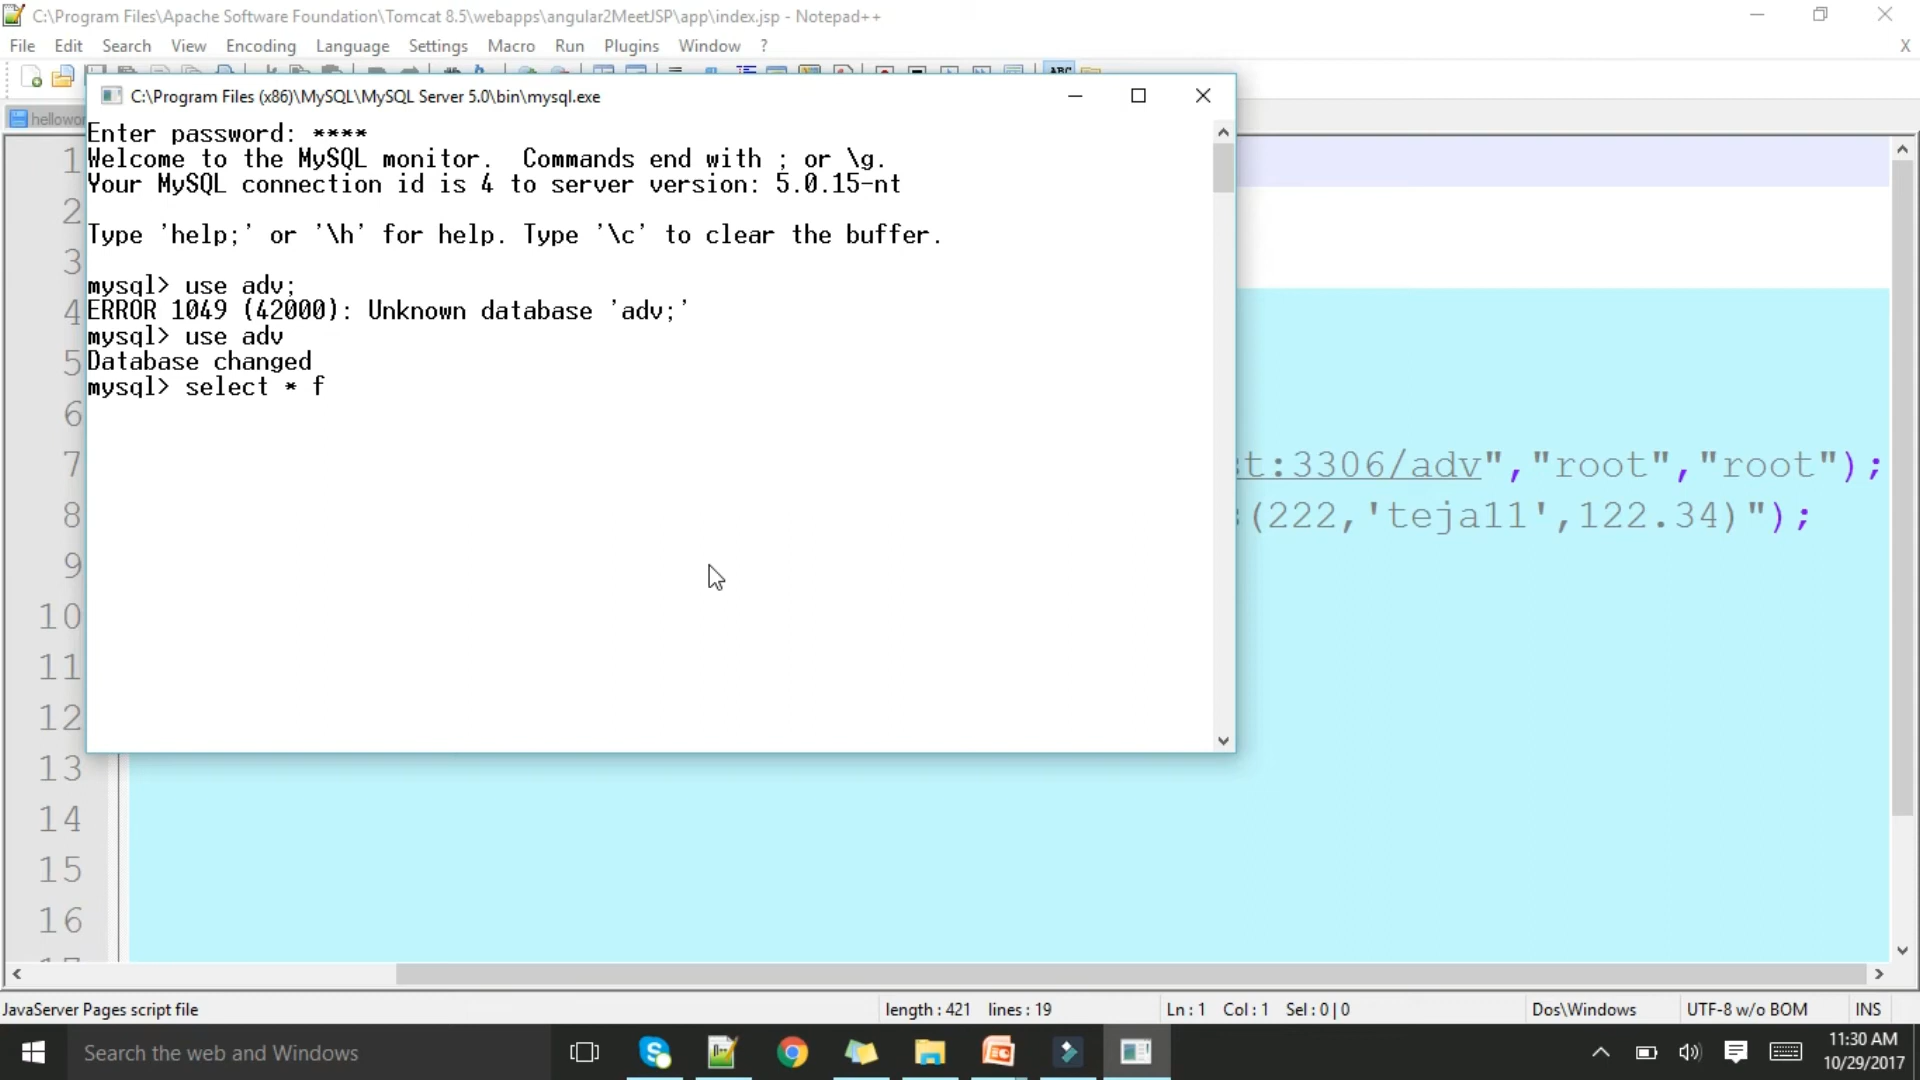 C:\Program Files\Apache Software Foundation\Tomcat 8.5\webapps\angular2MeetJSP\app\index.jsp - Notepad++
File Edit Search View Encoding Language Settings Macro Run Plugins Window ? X
ABC
C:\Program Files (x86)\MySQL\MySQL Server 5.0\bin\mysql.exe
Enter password: ****
Welcome to the MySQL monitor.  Commands end with ; or \g.
Your MySQL connection id is 4 to server version: 5.0.15-nt
Type 'help;' or '\h' for help. Type '\c' to clear the buffer.
mysql> use adv;
ERROR 1049 (42000): Unknown database 'adv;'
mysql> use adv
Database changed
mysql> select * f
1
2
3
4
5
6
7 t:3306/adv","root","root");
8 (222,'teja11',122.34)");
9
10
11
12
13
14
15
16
JavaServer Pages script file length : 421 lines : 19 Ln : 1 Col : 1 Sel : 0 | 0 Dos\Windows UTF-8 w/o BOM INS
Search the web and Windows
11:30 AM
10/29/2017